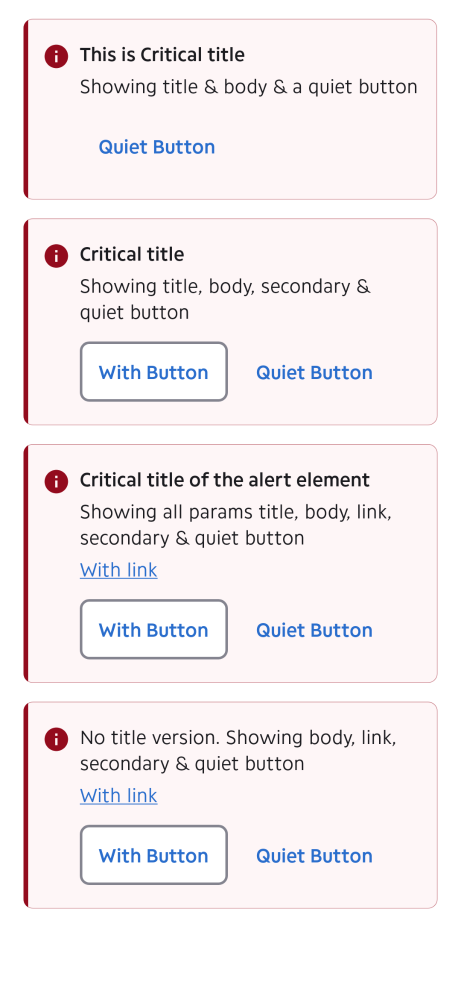 This is Critical title
Showing title & body & a quiet button
Quiet Button
Critical title
Showing title, body, secondary &
quiet button
With Button Quiet Button
Critical title of the alert element
Showing all params title, body, link,
secondary & quiet button
With link
With Button Quiet Button
No title version. Showing body, link,
secondary & quiet button
With link
With Button Quiet Button